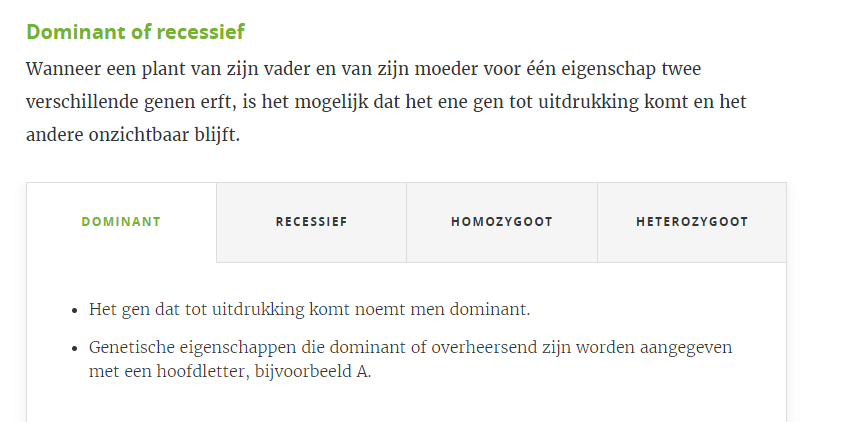 Dominant of recessief
Wanneer een plant van zijn vader en van zijn moeder voor één eigenschap twee
verschillende genen erft, is het mogelijk dat het ene gen tot uitdrukking komt en het
andere onzichtbaar blijft.
DOMINANT
RECESSIEF
HOMOZYGOOT
HETEROZYGOOT
• Het gen dat tot uitdrukking komt noemt men dominant.
• Genetische eigenschappen die dominant of overheersend zijn worden aangegeven
met een hoofdletter, bijvoorbeeld A.